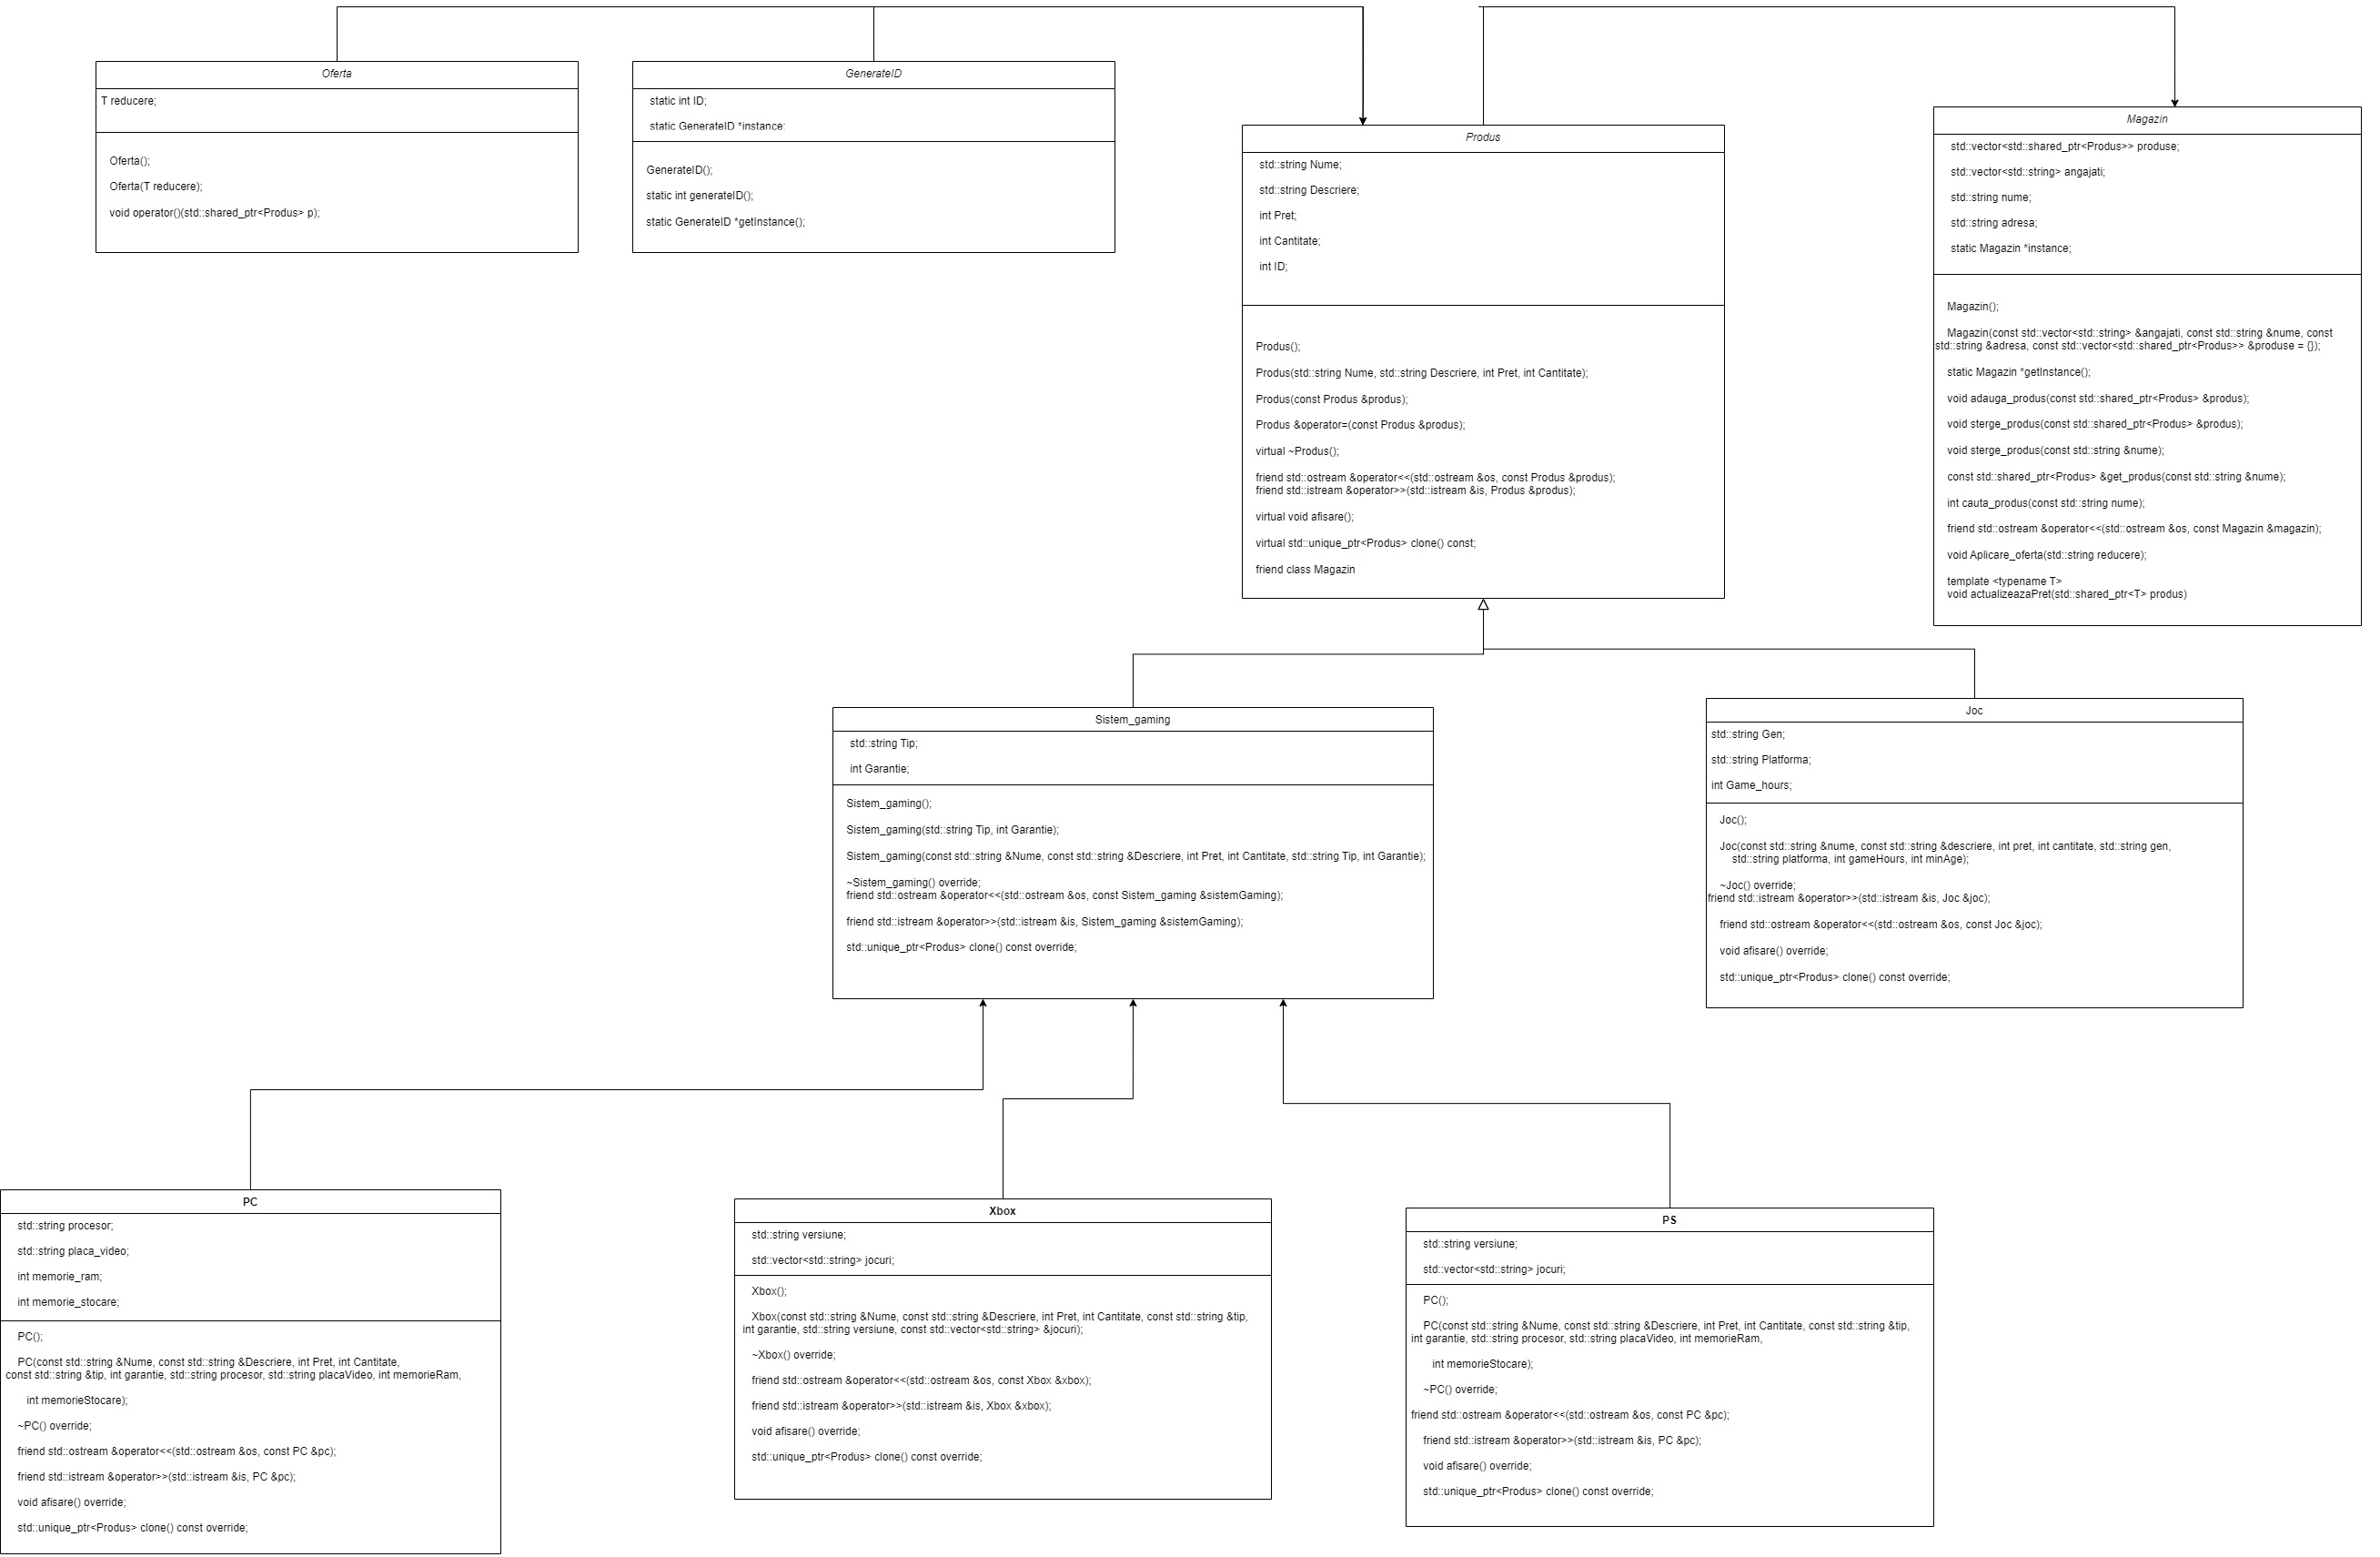 Oferta
T reducere;
Oferta();
Oferta(T reducere);
void operator()(std::shared_ptr<Produs> p);
GenerateID
static int ID;
static GenerateID *instance;
GenerateID();
static int generateID();
static GenerateID *getInstance();
Produs
std::string Nume;
std::string Descriere;
int Pret;
int Cantitate;
int ID;
Produs();
Produs(std::string Nume, std::string Descriere, int Pret, int Cantitate);
Produs(const Produs &produs);
Produs &operator=(const Produs &produs);
virtual ~Produs();
friend std::ostream &operator<<(std::ostream &os, const Produs &produs);
friend std::istream &operator>>(std::istream &is, Produs &produs);
virtual void afisare();
virtual std::unique_ptr<Produs> clone() const;
friend class Magazin
Magazin
std::vector<std::shared_ptr<Produs>> produse;
std::vector<std::string> angajati;
std::string nume;
std::string adresa;
static Magazin *instance;
Magazin();
Magazin(const std::vector<std::string> &angajati, const std::string &nume, const
std::string &adresa, const std::vector<std::shared_ptr<Produs>> &produse = {});
static Magazin *getInstance();
void adauga_produs(const std::shared_ptr<Produs> &produs);
void sterge_produs(const std::shared_ptr<Produs> &produs);
void sterge_produs(const std::string &nume);
const std::shared_ptr<Produs> &get_produs(const std::string &nume);
int cauta_produs(const std::string nume);
friend std::ostream &operator<<(std::ostream &os, const Magazin &magazin);
void Aplicare_oferta(std::string reducere);
template <typename T>
void actualizeazaPret(std::shared_ptr<T> produs)
Sistem_gaming
std::string Tip;
int Garantie;
Sistem_gaming();
Sistem_gaming(std::string Tip, int Garantie);
Sistem_gaming(const std::string &Nume, const std::string &Descriere, int Pret, int Cantitate, std::string Tip, int Garantie);
~Sistem_gaming() override;
friend std::ostream &operator<<(std::ostream &os, const Sistem_gaming &sistemGaming);
friend std::istream &operator>>(std::istream &is, Sistem_gaming &sistemGaming);
std::unique_ptr<Produs> clone() const override;
Joc
std::string Gen;
std::string Platforma;
int Game_hours;
Joc();
Joc(const std::string &nume, const std::string &descriere, int pret, int cantitate, std::string gen,
std::string platforma, int gameHours, int minAge);
~Joc() override;
friend std::istream &operator>>(std::istream &is, Joc &joc);
friend std::ostream &operator<<(std::ostream &os, const Joc &joc);
void afisare() override;
std::unique_ptr<Produs> clone() const override;
PC
std::string procesor;
std::string placa_video;
int memorie_ram;
int memorie_stocare;
PC();
PC(const std::string &Nume, const std::string &Descriere, int Pret, int Cantitate,
const std::string &tip, int garantie, std::string procesor, std::string placaVideo, int memorieRam,
int memorieStocare);
~PC() override;
friend std::ostream &operator<<(std::ostream &os, const PC &pc);
friend std::istream &operator>>(std::istream &is, PC &pc);
void afisare() override;
std::unique_ptr<Produs> clone() const override;
Xbox
std::string versiune;
std::vector<std::string> jocuri;
Xbox();
Xbox(const std::string &Nume, const std::string &Descriere, int Pret, int Cantitate, const std::string &tip,
int garantie, std::string versiune, const std::vector<std::string> &jocuri);
~Xbox() override;
friend std::ostream &operator<<(std::ostream &os, const Xbox &xbox);
friend std::istream &operator>>(std::istream &is, Xbox &xbox);
void afisare() override;
std::unique_ptr<Produs> clone() const override;
PS
std::string versiune;
std::vector<std::string> jocuri;
PC();
PC(const std::string &Nume, const std::string &Descriere, int Pret, int Cantitate, const std::string &tip,
int garantie, std::string procesor, std::string placaVideo, int memorieRam,
int memorieStocare);
~PC() override;
friend std::ostream &operator<<(std::ostream &os, const PC &pc);
friend std::istream &operator>>(std::istream &is, PC &pc);
void afisare() override;
std::unique_ptr<Produs> clone() const override;